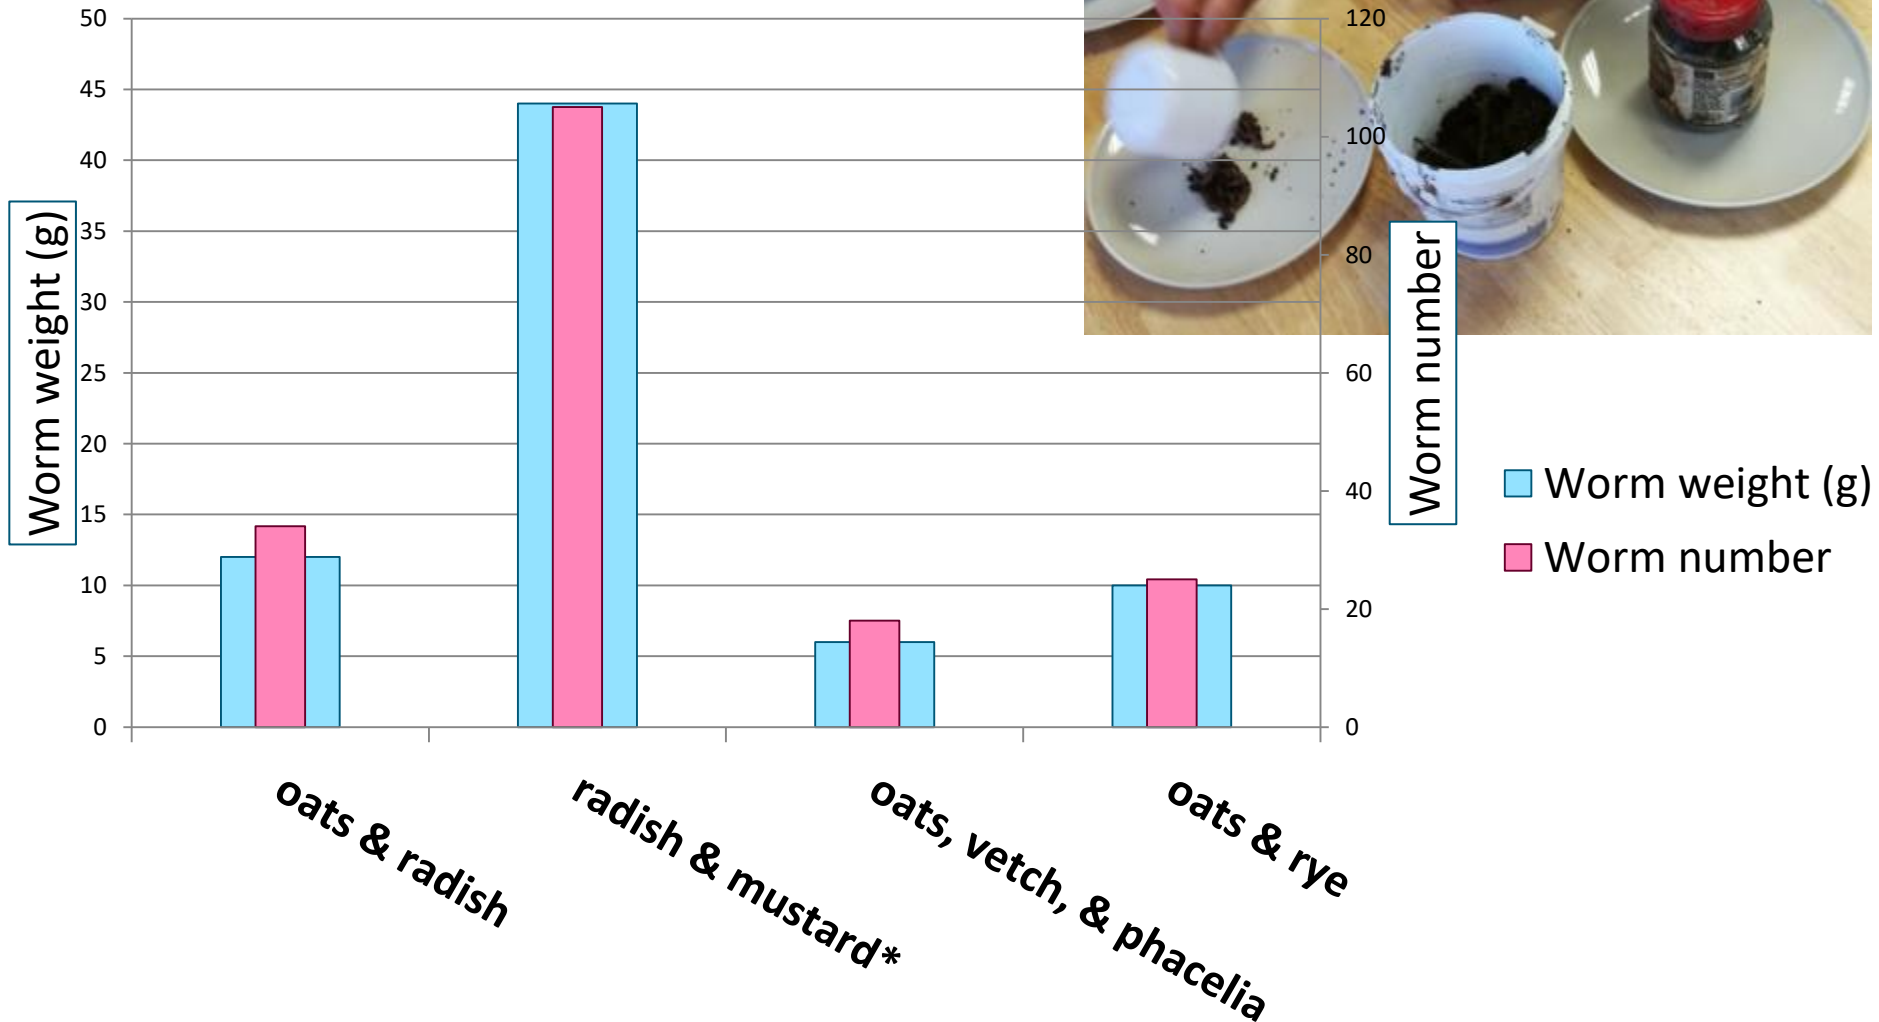 Worm weight (g)
50
45
40
35
30
25
20
15
10
5
0
120
100
80
60
40
20
0
Worm number
Worm weight (g)
Worm number
oats & radish
radish & mustard*
oats, vetch, & phacelia
oats & rye